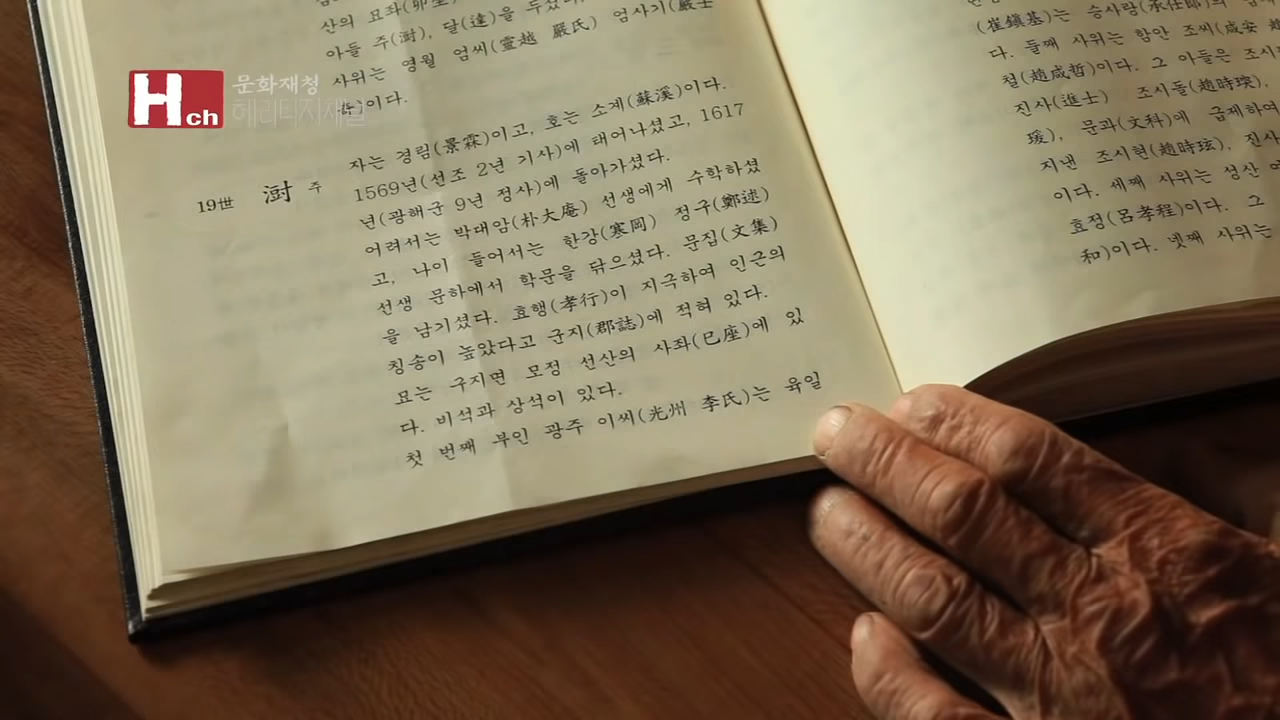 H ch
문화재청
헤리티지채널
산의 묘좌(卯坐)
아들 주(澍), 달(達)을 두셨
사위는 영월 엄씨(靈越 嚴氏) 엄사기(嚴士
이다.
19世 澍 주
자는 경림(景霖)이고, 호는 소계(蘇溪)이다.
1569년(선조 2년 기사)에 태어나셨고, 1617
년(광해군 9년 정사)에 돌아가셨다.
어려서는 박대암(朴大庵) 선생에게 수학하셨
고, 나이 들어서는 한강(寒岡) 정구(鄭逑)
선생 문하에서 학문을 닦으셨다. 문집(文集)
을 남기셨다. 효행(孝行)이 지극하여 인근의
칭송이 높았다고 군지(郡誌)에 적혀 있다.
묘는 구지면 모정 선산의 사좌(巳座)에 있
다. 비석과 상석이 있다.
첫 번째 부인 광주 이씨(光州 李氏)는 육일
(崔鎭基)는 승사랑(承仕郎)의
다. 둘째 사위는 함안 조씨(咸安 趙
철(趙咸哲)이다. 그 아들은 조시
진사(進士) 조시돌(趙時
瑗), 문과(文科)에 급제하여
지낸 조시현(趙時玹), 진사
이다. 세째 사위는 성산 여
효정(呂孝程)이다. 그
和)이다. 넷째 사위는